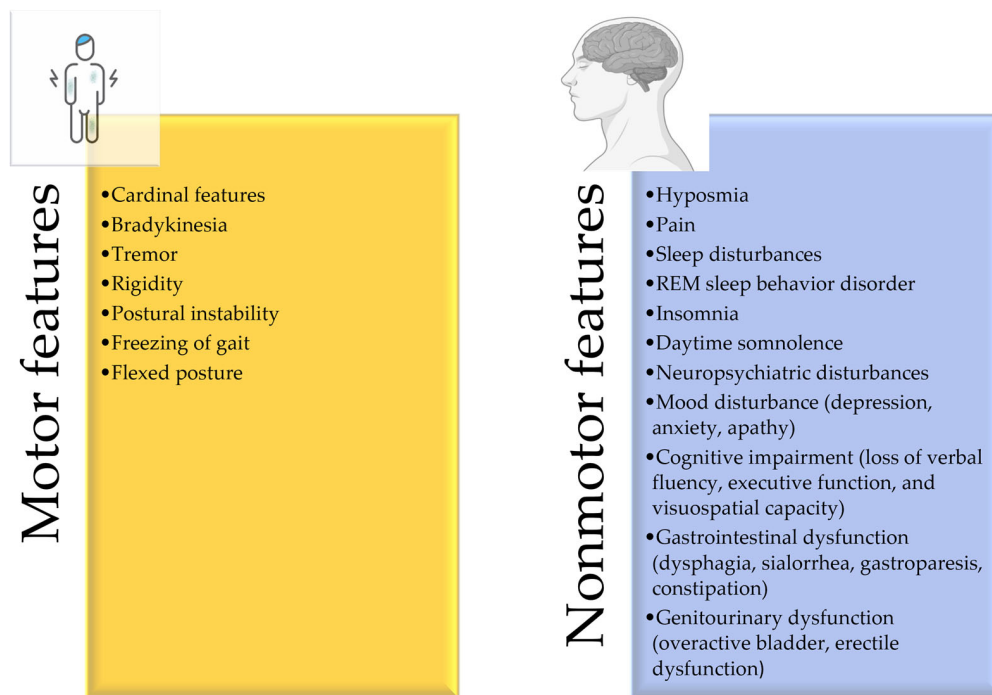 Motor features
•Cardinal features
•Bradykinesia
•Tremor
•Rigidity
•Postural instability
•Freezing of gait
•Flexed posture
Nonmotor features
•Hyposmia
•Pain
•Sleep disturbances
•REM sleep behavior disorder
•Insomnia
•Daytime somnolence
•Neuropsychiatric disturbances
•Mood disturbance (depression,
anxiety, apathy)
•Cognitive impairment (loss of verbal
fluency, executive function, and
visuospatial capacity)
•Gastrointestinal dysfunction
(dysphagia, sialorrhea, gastroparesis,
constipation)
•Genitourinary dysfunction
(overactive bladder, erectile
dysfunction)